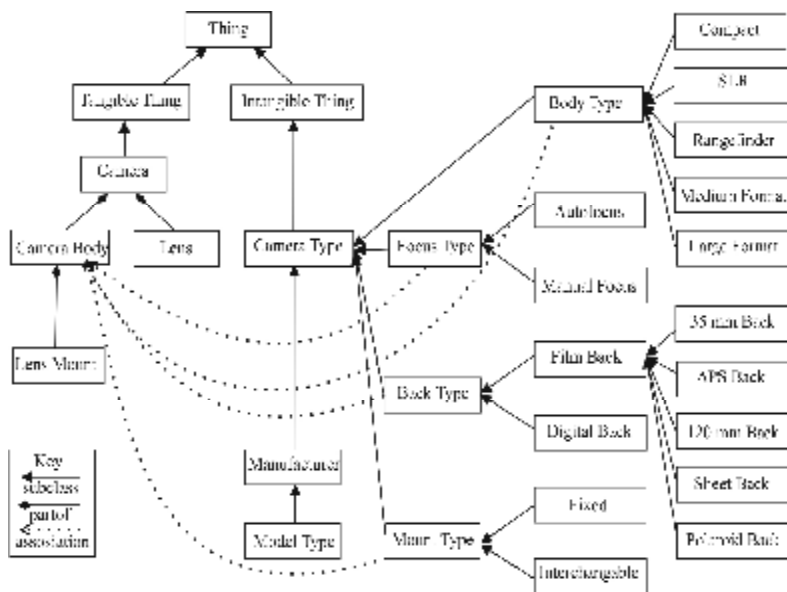 Thing
Compact
SLR
Tangible Thing
Intangible Thing
Body Type
Rangefinder
Camera
Medium Format
Autofocus
Camera Body
Lens
Camera Type
Focus Type
Large Format
Manual Focus
35 mm Back
Lens Mount
Film Back
APS Back
Back Type
120 mm Back
Digital Back
Key
Manufacturer
subclass
Sheet Back
partof
Fixed
assosiation
Model Type
Mount Type
Polaroid Back
Interchangable